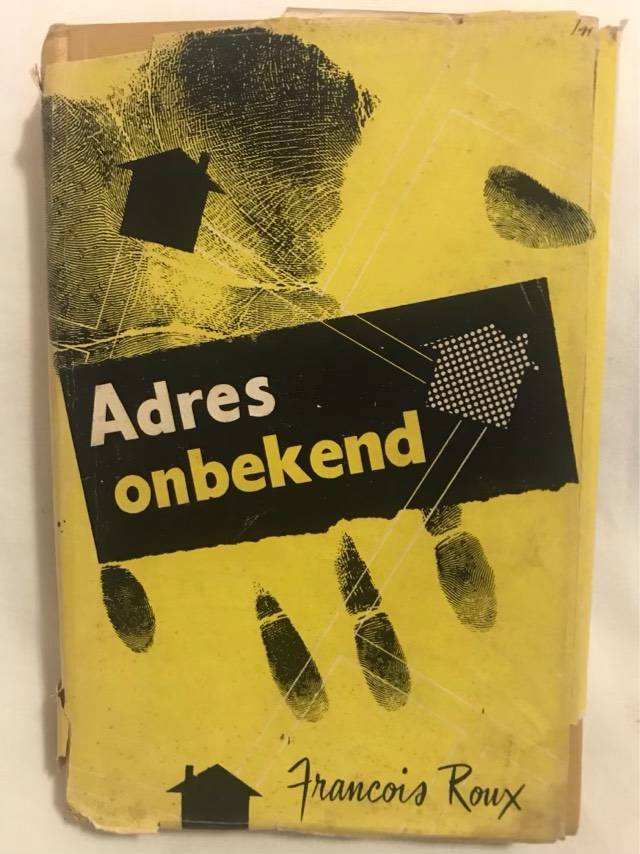 Adres
onbekend
Francois Roux